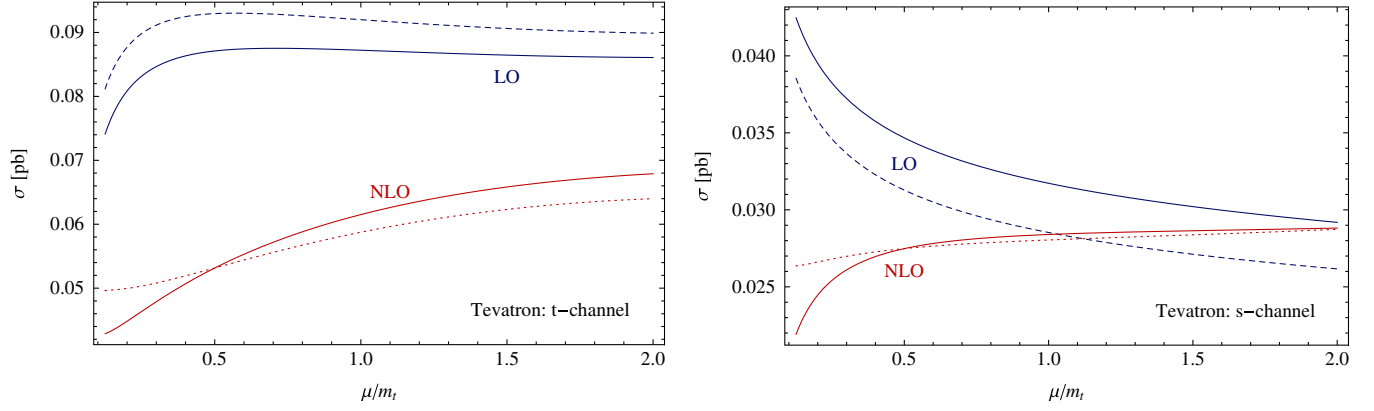 0.09
0.08
0.07
0.06
0.05
σ [pb]
LO
NLO
Tevatron: t−channel
0.5
1.0
1.5
2.0
μ/mₜ
0.040
0.035
0.030
0.025
σ [pb]
LO
NLO
Tevatron: s−channel
0.5
1.0
1.5
2.0
μ/mₜ